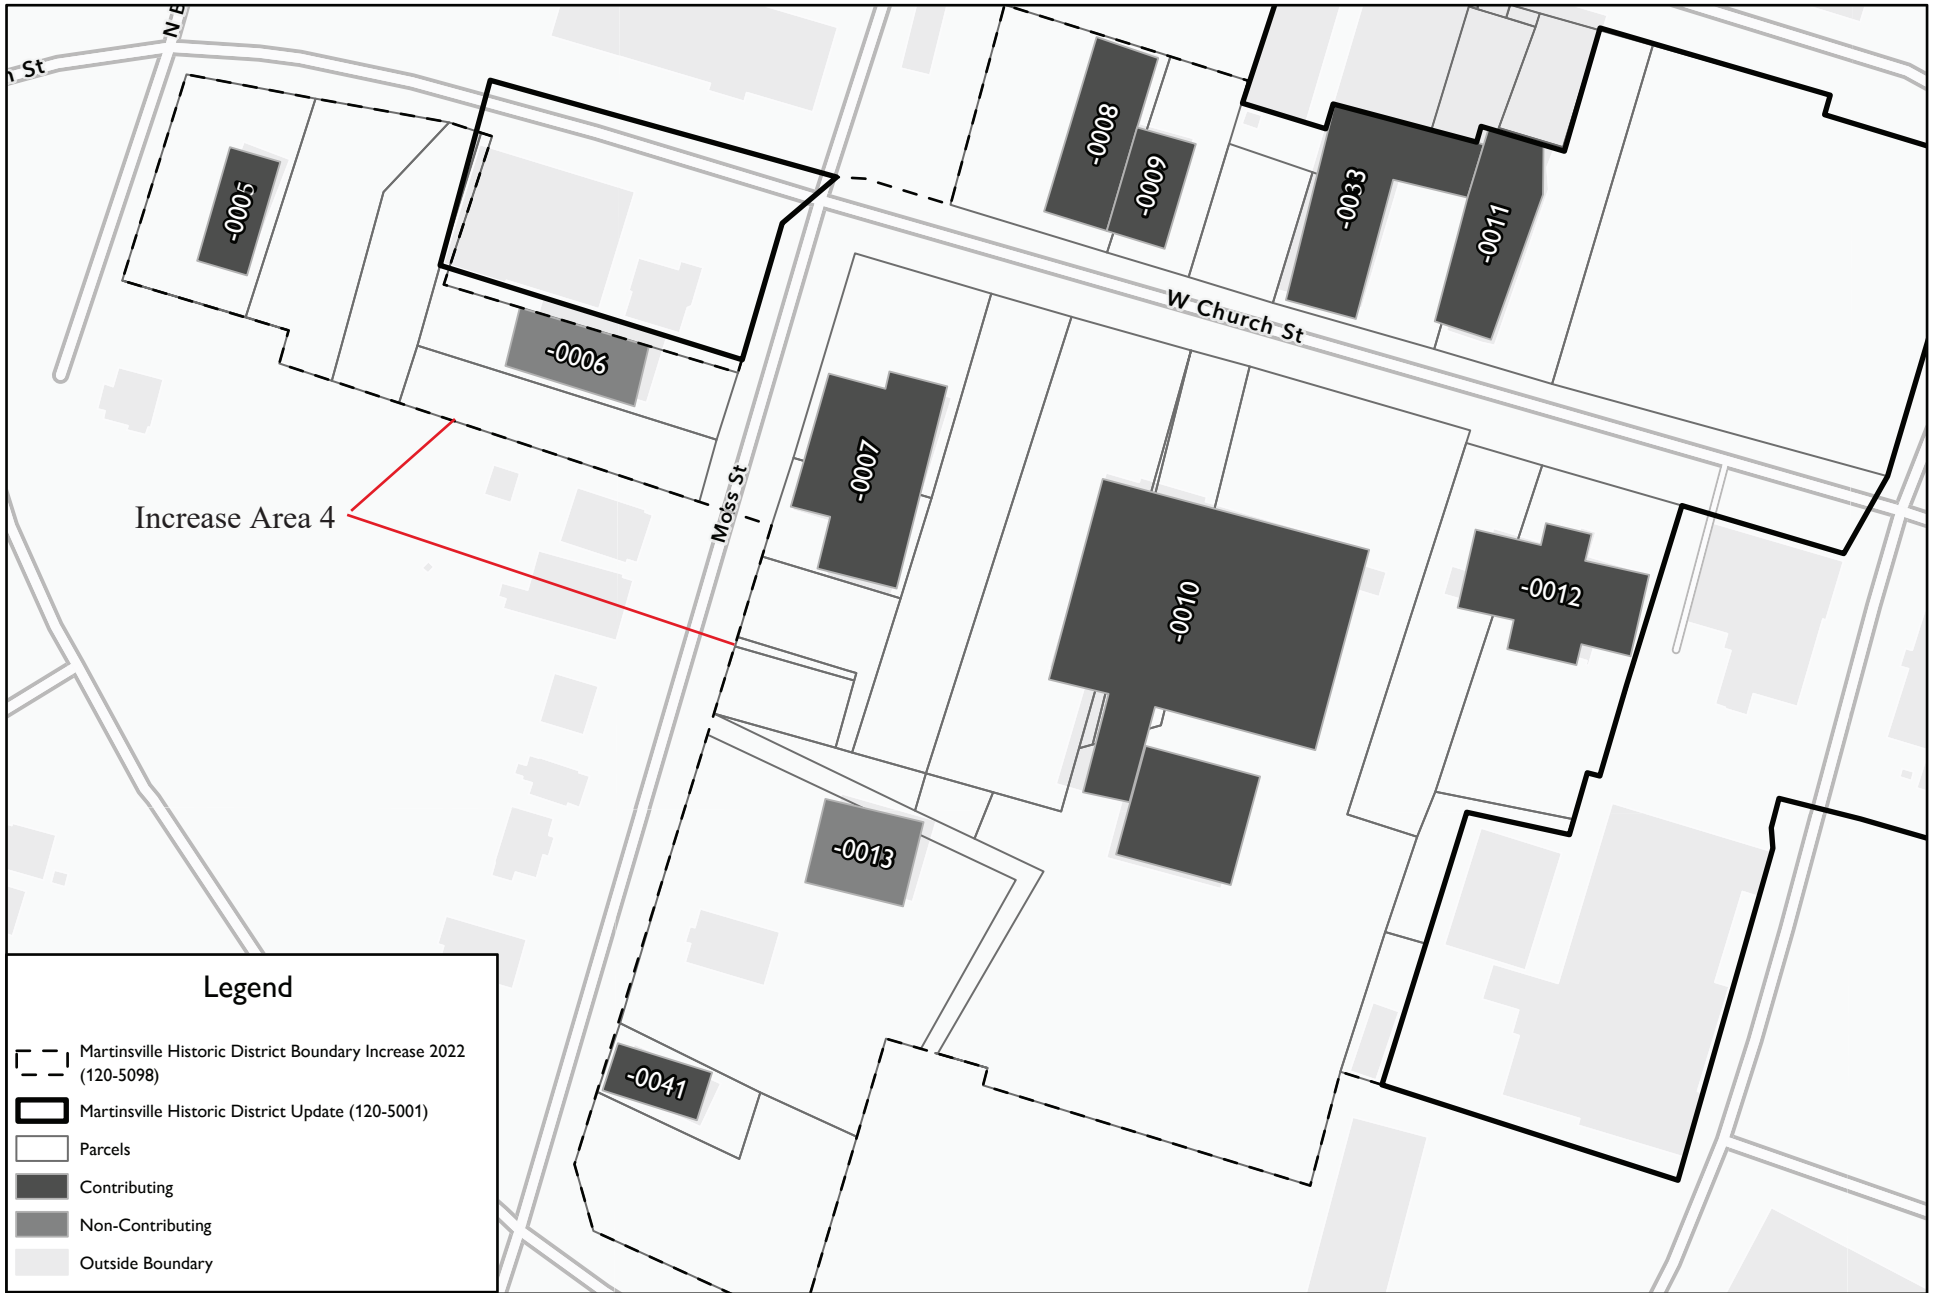 N
St
-0008
-0009
-0005
-0033
-0011
W Church St
-0006
-0007
Moss St
Increase Area 4
-0010
-0012
-0013
-0041
Legend
Martinsville Historic District Boundary Increase 2022
(120-5098)
Martinsville Historic District Update (120-5001)
Parcels
Contributing
Non-Contributing
Outside Boundary